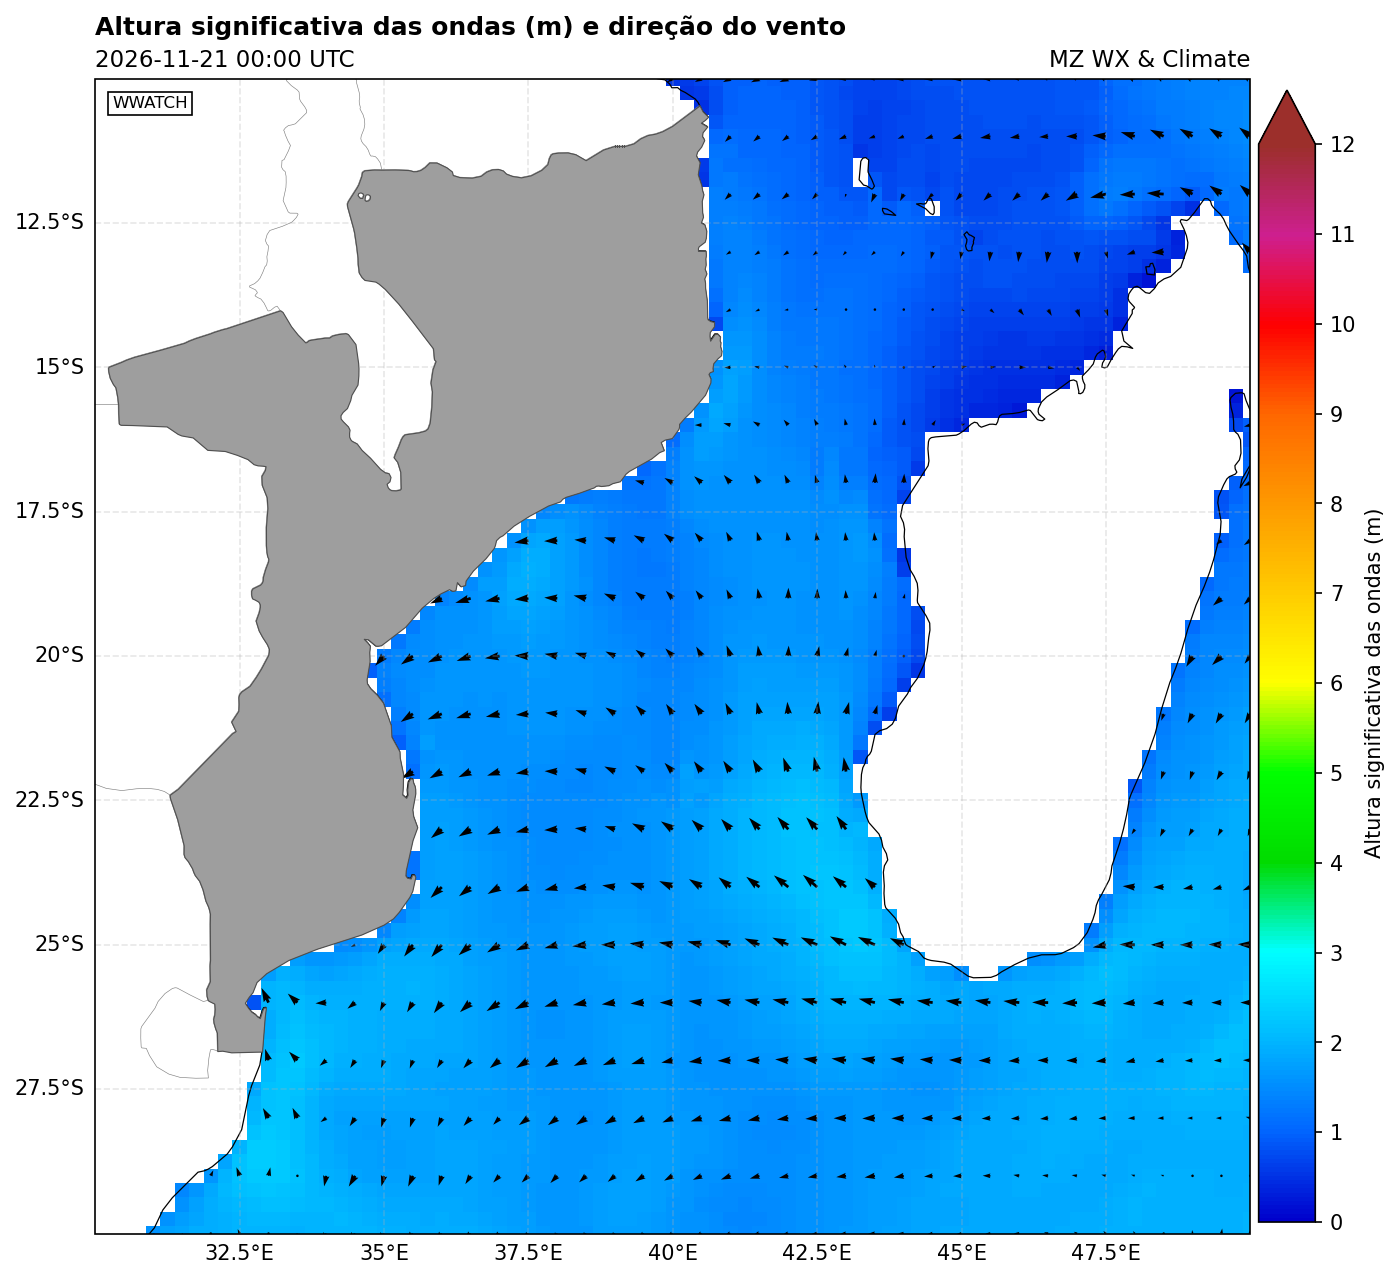 Altura significativa das ondas (m) e direção do vento
2026-11-21 00:00 UTC
MZ WX & Climate
WWATCH
12.5°S
15°S
17.5°S
20°S
22.5°S
25°S
27.5°S
32.5°E
35°E
37.5°E
40°E
42.5°E
45°E
47.5°E
12
11
10
9
8
7
6
5
4
3
2
1
0
Altura significativa das ondas (m)